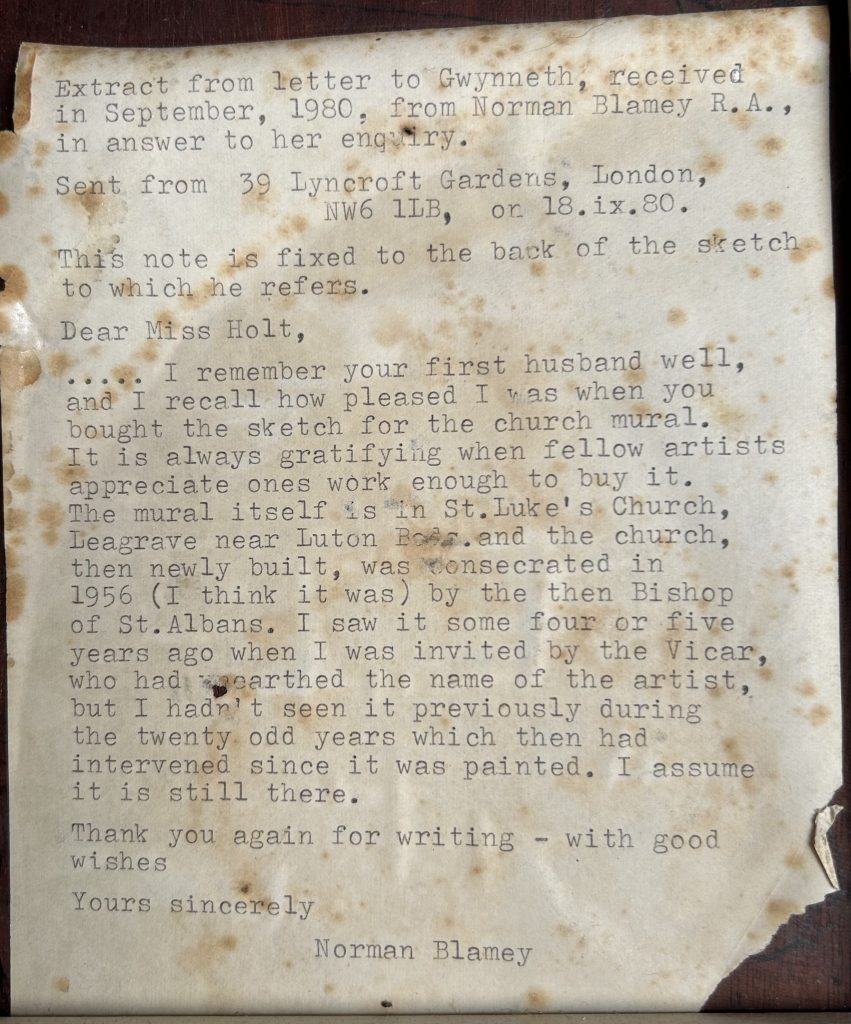 Extract from letter to Gwynneth, received
in September, 1980, from Norman Blamey R.A.,
in answer to her enquiry.
Sent from 39 Lyncroft Gardens, London,
NW6 1LB, on 18.ix.80.
This note is fixed to the back of the sketch
to which he refers.
Dear Miss Holt,
..... I remember your first husband well,
and I recall how pleased I was when you
bought the sketch for the church mural.
It is always gratifying when fellow artists
appreciate ones work enough to buy it.
The mural itself is in St.Luke's Church,
Leagrave near Luton Beds.and the church,
then newly built, was consecrated in
1956 (I think it was) by the then Bishop
of St.Albans. I saw it some four or five
years ago when I was invited by the Vicar,
who had unearthed the name of the artist,
but I hadn't seen it previously during
the twenty odd years which then had
intervened since it was painted. I assume
it is still there.
Thank you again for writing - with good
wishes
Yours sincerely
Norman Blamey